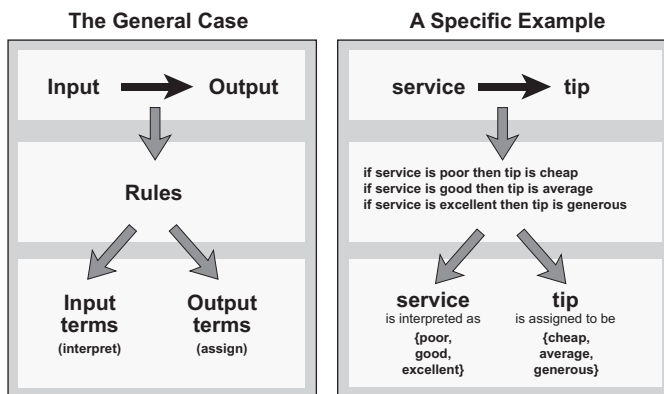 The General Case
Input Output
Rules
Input terms
(interpret)
Output terms
(assign)
A Specific Example
service tip
if service is poor then tip is cheap
if service is good then tip is average
if service is excellent then tip is generous
service
is interpreted as
{poor,
good,
excellent}
tip
is assigned to be
{cheap,
average,
generous}